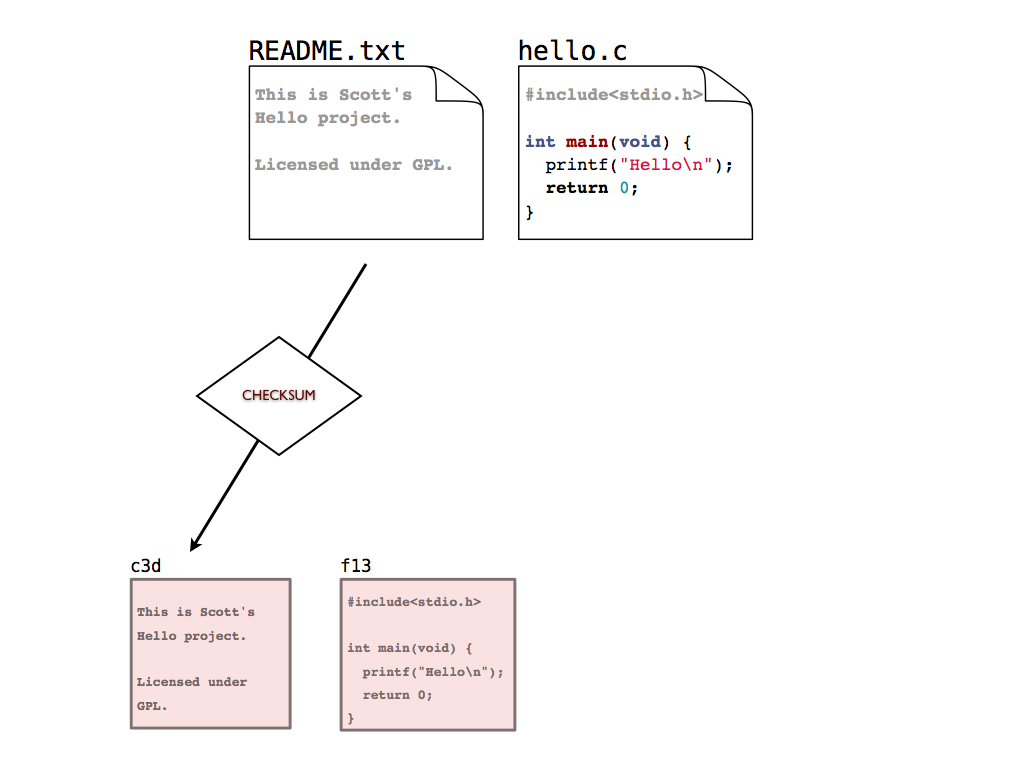 README.txt
This is Scott's
Hello project.
Licensed under GPL.
hello.c
#include<stdio.h>
int main(void) {
  printf("Hello\n");
  return 0;
}
CHECKSUM
c3d
This is Scott's
Hello project.
Licensed under
GPL.
f13
#include<stdio.h>
int main(void) {
  printf("Hello\n");
  return 0;
}